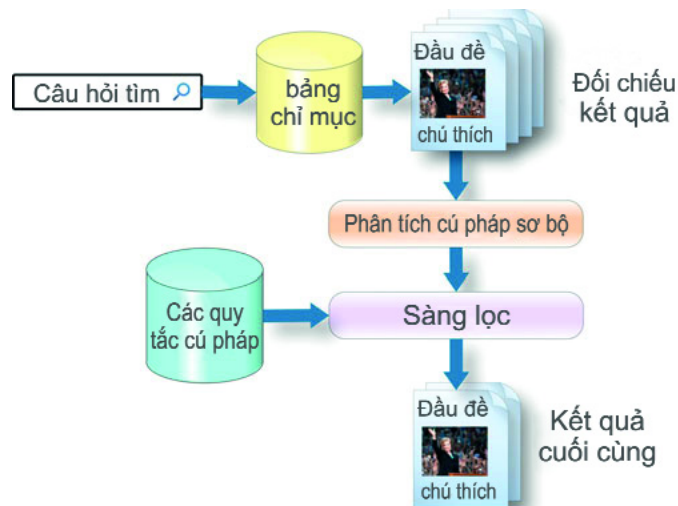 Câu hỏi tìm
bảng
chỉ mục
Đầu đề
chú thích
Đối chiếu
kết quả
Phân tích cú pháp sơ bộ
Các quy
tắc cú pháp
Sàng lọc
Đầu đề
chú thích
Kết quả
cuối cùng